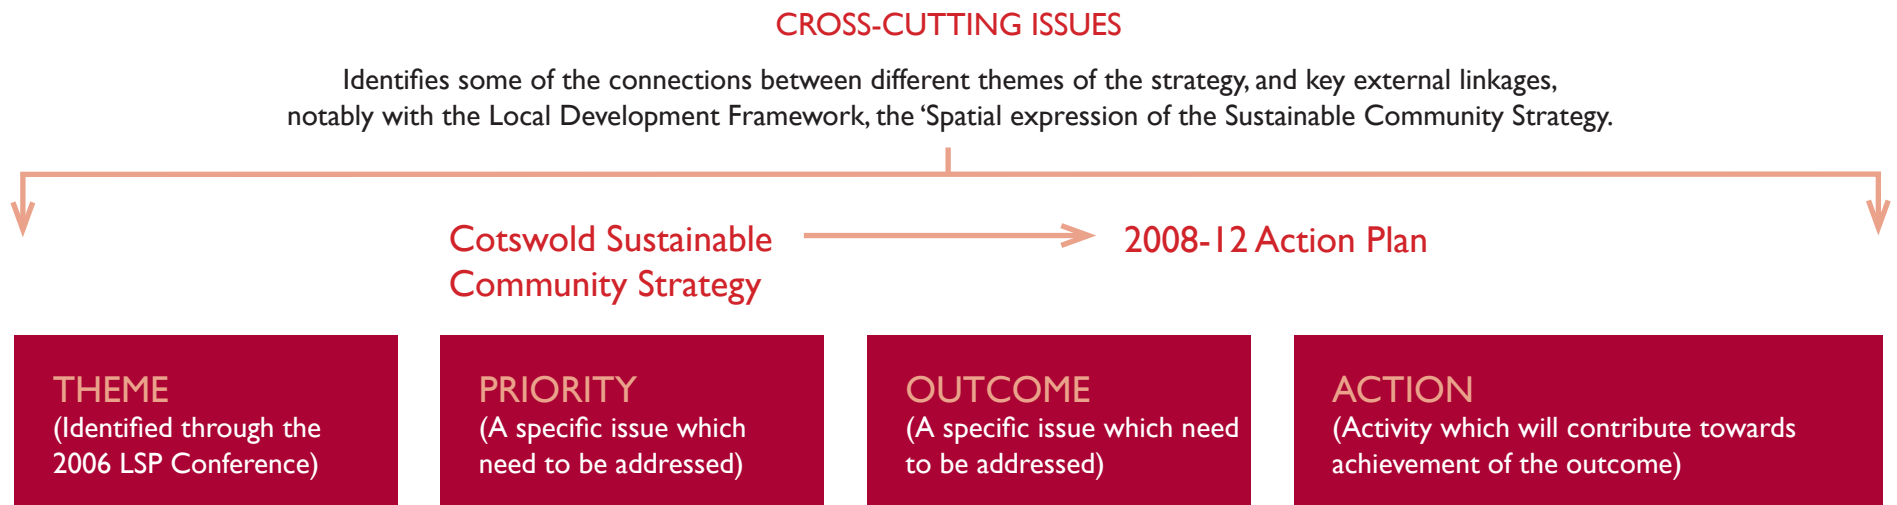 CROSS-CUTTING ISSUES
Identifies some of the connections between different themes of the strategy, and key external linkages,
notably with the Local Development Framework, the ‘Spatial expression of the Sustainable Community Strategy.
Cotswold Sustainable
Community Strategy
2008-12 Action Plan
THEME
(Identified through the
2006 LSP Conference)
PRIORITY
(A specific issue which
need to be addressed)
OUTCOME
(A specific issue which need
to be addressed)
ACTION
(Activity which will contribute towards
achievement of the outcome)